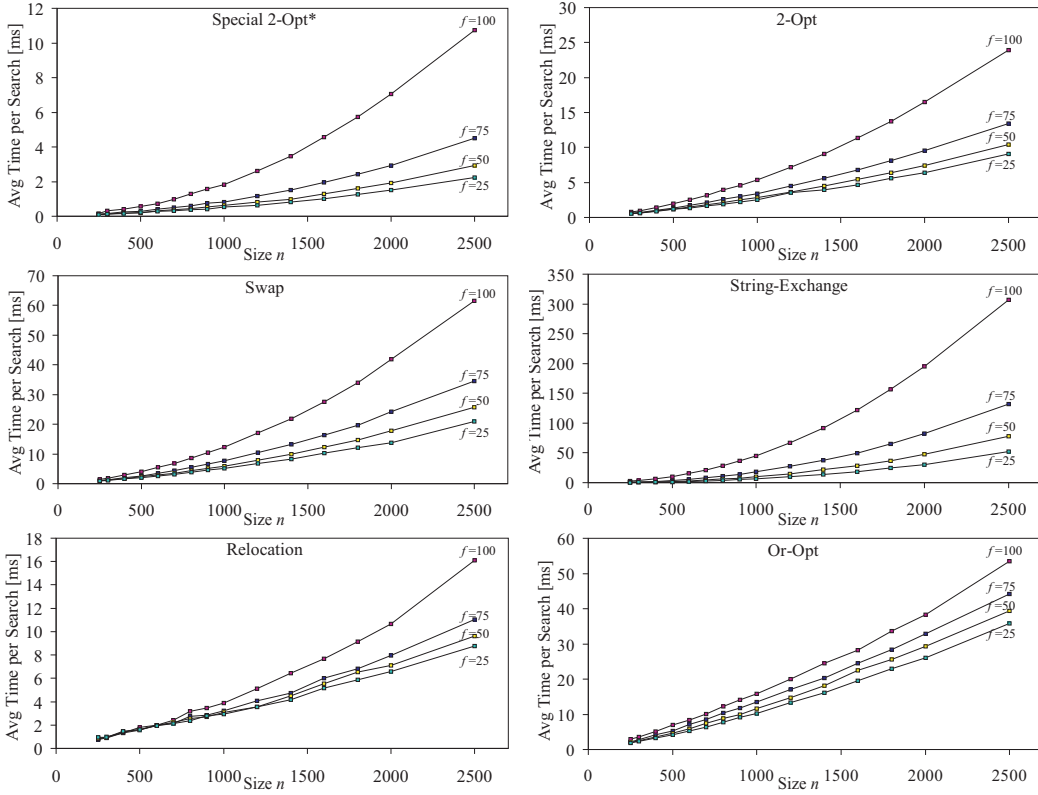 Special 2-Opt*
Avg Time per Search [ms]
12
10
8
6
4
2
0
f=100
f=75
f=50
f=25
0 500 1000 1500 2000 2500
Size n
2-Opt
Avg Time per Search [ms]
30
25
20
15
10
5
0
f=100
f=75
f=50
f=25
0 500 1000 1500 2000 2500
Size n
Swap
Avg Time per Search [ms]
70
60
50
40
30
20
10
0
f=100
f=75
f=50
f=25
0 500 1000 1500 2000 2500
Size n
String-Exchange
Avg Time per Search [ms]
350
300
250
200
150
100
50
0
f=100
f=75
f=50
f=25
0 500 1000 1500 2000 2500
Size n
Relocation
Avg Time per Search [ms]
18
16
14
12
10
8
6
4
2
0
f=100
f=75
f=50
f=25
0 500 1000 1500 2000 2500
Size n
Or-Opt
Avg Time per Search [ms]
60
50
40
30
20
10
0
f=100
f=75
f=50
f=25
0 500 1000 1500 2000 2500
Size n